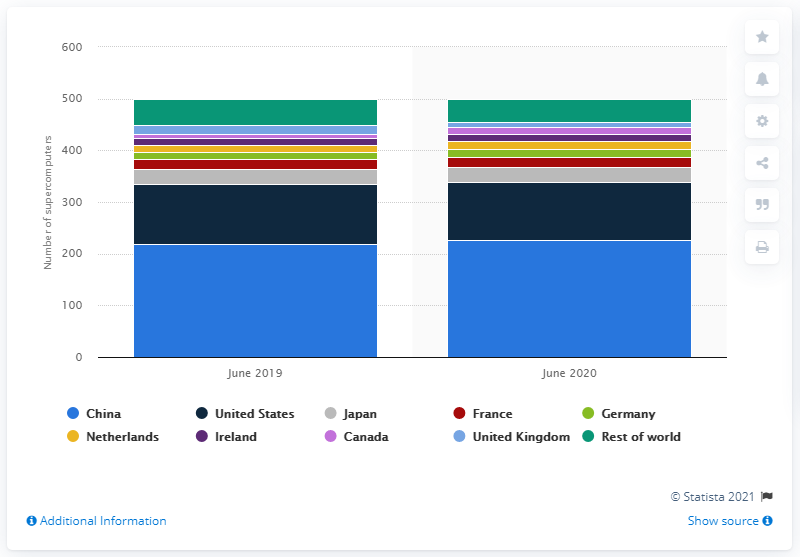 600
500
400
300
200
100
0
Number of supercomputers
June 2019
June 2020
China
United States
Japan
France
Germany
Netherlands
Ireland
Canada
United Kingdom
Rest of world
© Statista 2021
Additional Information
Show source